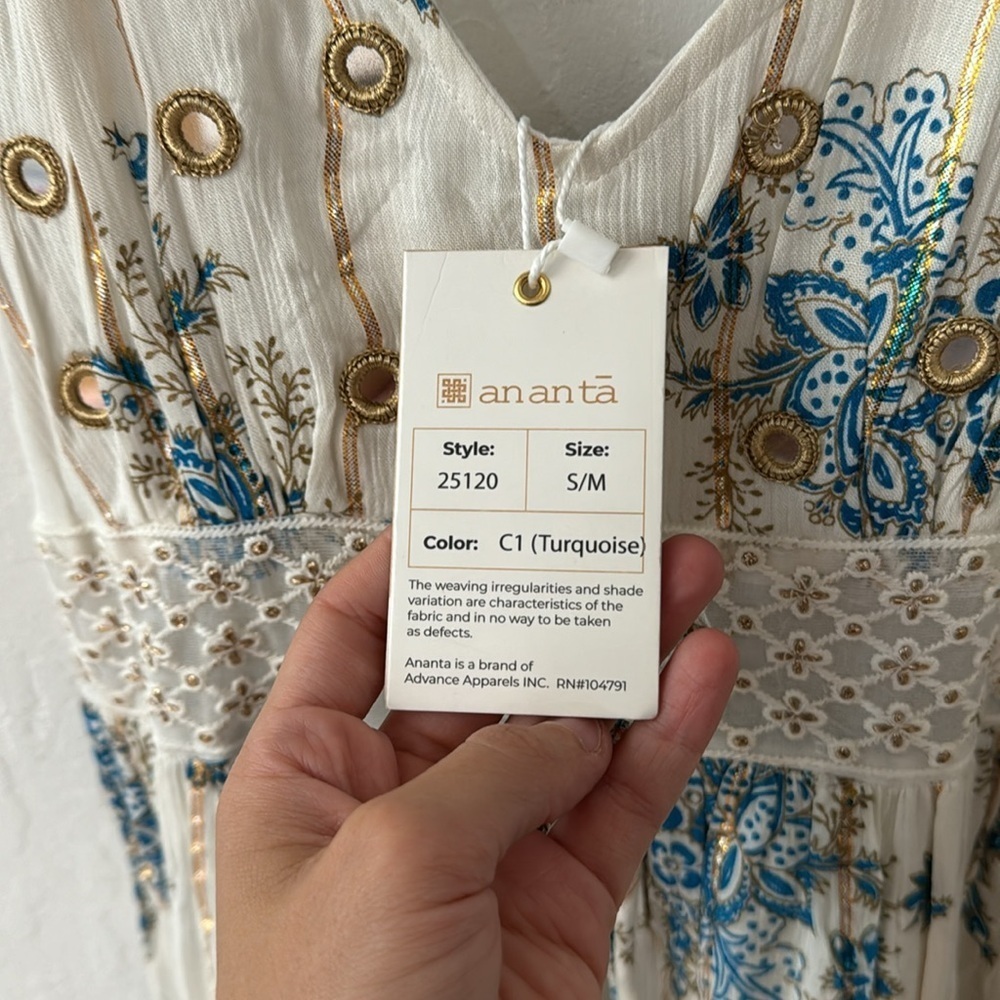 anantā
Style: Size:
25120 S/M
Color: C1 (Turquoise)
The weaving irregularities and shade
variation are characteristics of the
fabric and in no way to be taken
as defects.
Ananta is a brand of
Advance Apparels INC. RN#104791